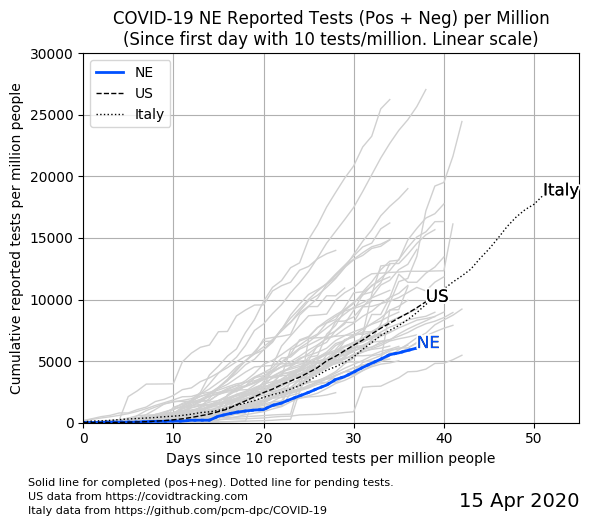 COVID-19 NE Reported Tests (Pos + Neg) per Million
(Since first day with 10 tests/million. Linear scale)
Cumulative reported tests per million people
30000
25000
20000
15000
10000
5000
0
NE
US
Italy
Italy
US
NE
0 10 20 30 40 50
Days since 10 reported tests per million people
Solid line for completed (pos+neg). Dotted line for pending tests.
US data from https://covidtracking.com
Italy data from https://github.com/pcm-dpc/COVID-19
15 Apr 2020